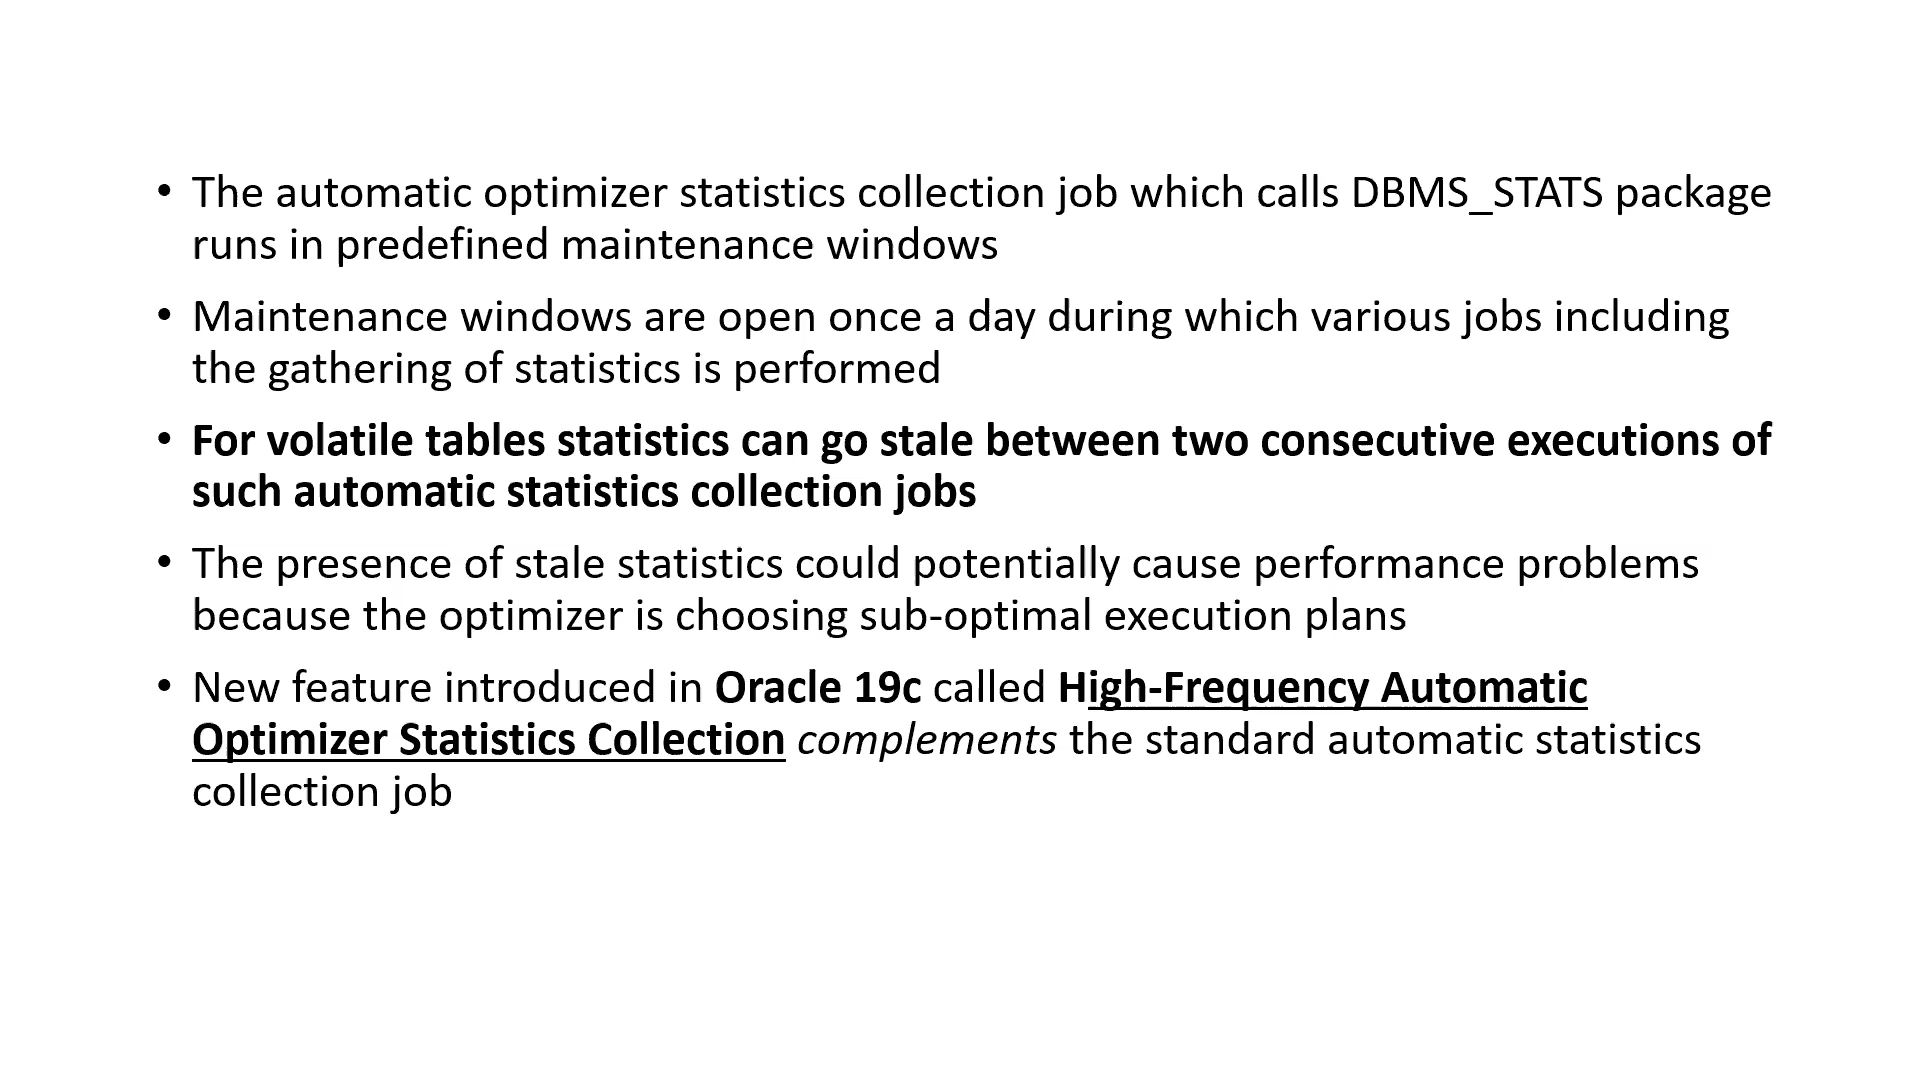 • The automatic optimizer statistics collection job which calls DBMS_STATS package
runs in predefined maintenance windows
• Maintenance windows are open once a day during which various jobs including
the gathering of statistics is performed
• For volatile tables statistics can go stale between two consecutive executions of
such automatic statistics collection jobs
• The presence of stale statistics could potentially cause performance problems
because the optimizer is choosing sub-optimal execution plans
• New feature introduced in Oracle 19c called High-Frequency Automatic
Optimizer Statistics Collection complements the standard automatic statistics
collection job